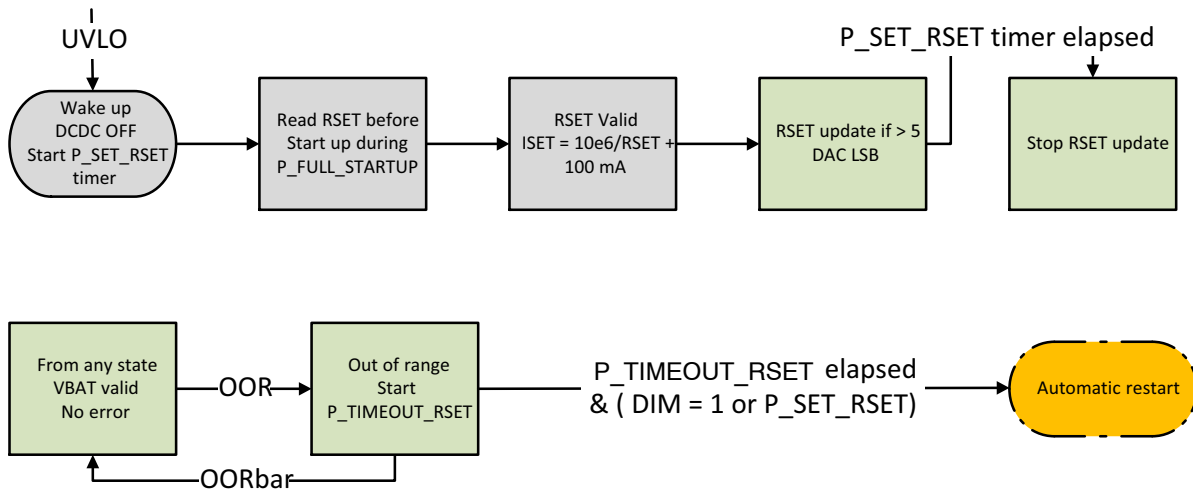 UVLO
P_SET_RSET timer elapsed
Wake up
DCDC OFF
Start P_SET_RSET
timer
Read RSET before
Start up during
P_FULL_STARTUP
RSET Valid
ISET = 10e6/RSET +
100 mA
RSET update if > 5
DAC LSB
Stop RSET update
From any state
VBAT valid
No error
OOR
Out of range
Start
P_TIMEOUT_RSET
P_TIMEOUT_RSET elapsed
& ( DIM = 1 or P_SET_RSET)
Automatic restart
OORbar